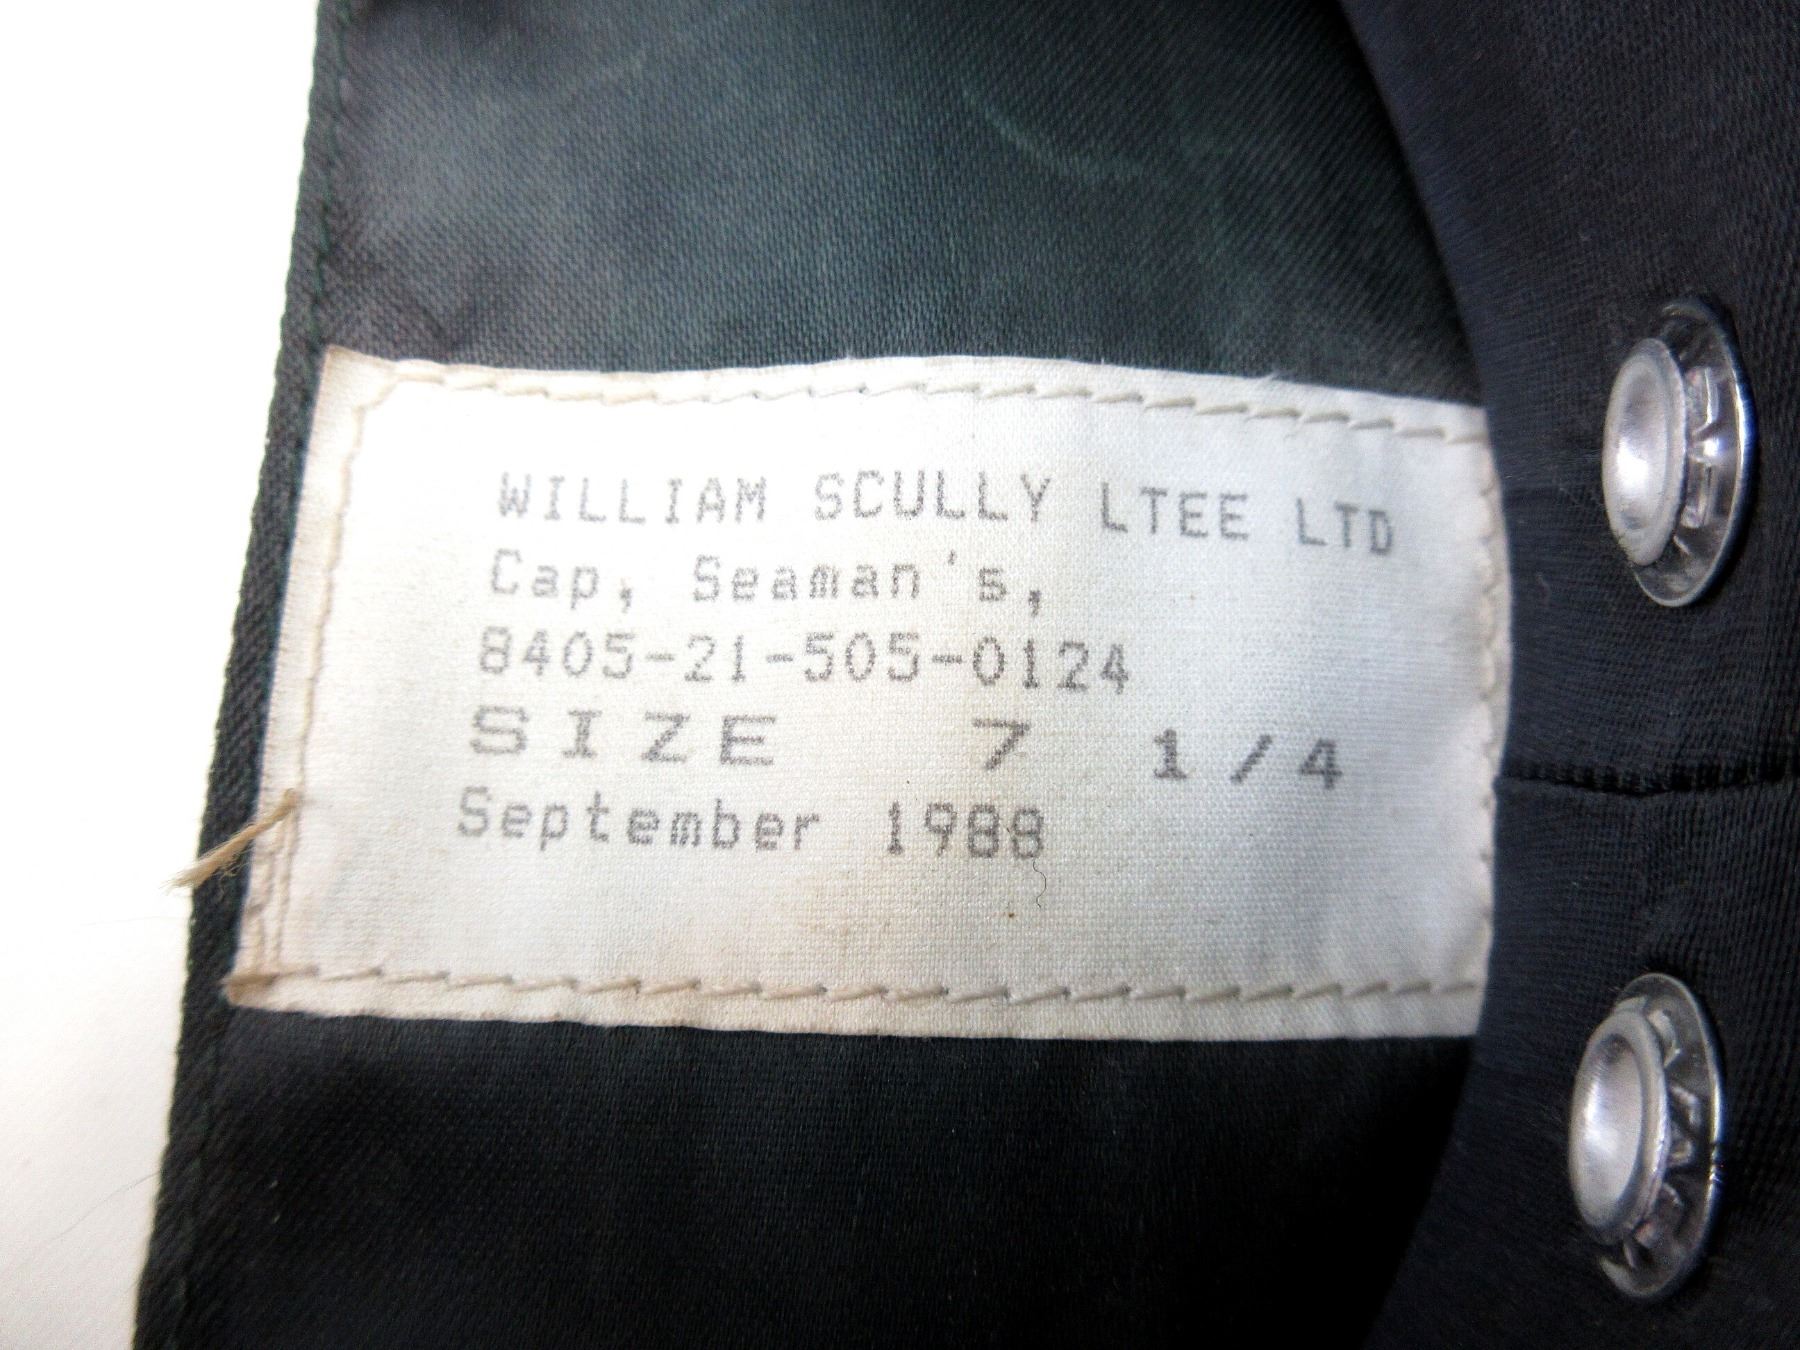 WILLIAM SCULLY LTEE LTD
Cap, Seaman's,
8405-21-505-0124
SIZE 7 1/4
September 1988